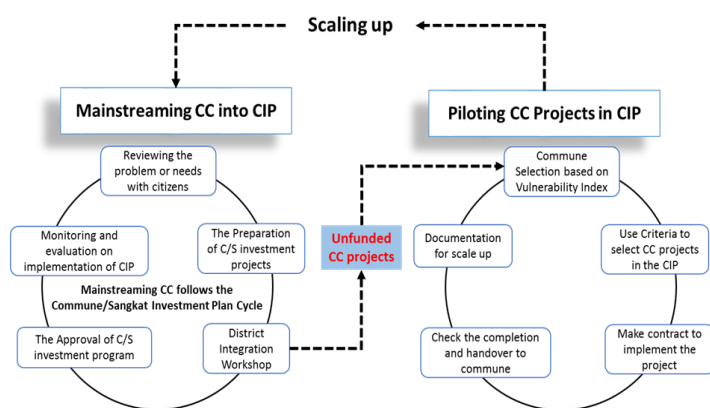 Scaling up
Mainstreaming CC into CIP
Piloting CC Projects in CIP
Reviewing the
problem or needs
with citizens
The Preparation
of C/S investment
projects
District
Integration
Workshop
The Approval of C/S
investment program
Monitoring and
evaluation on
implementation of CIP
Mainstreaming CC follows the
Commune/Sangkat Investment Plan Cycle
Unfunded
CC projects
Commune
Selection based on
Vulnerability Index
Use Criteria to
select CC projects
in the CIP
Make contract to
implement the
project
Check the completion
and handover to
commune
Documentation
for scale up